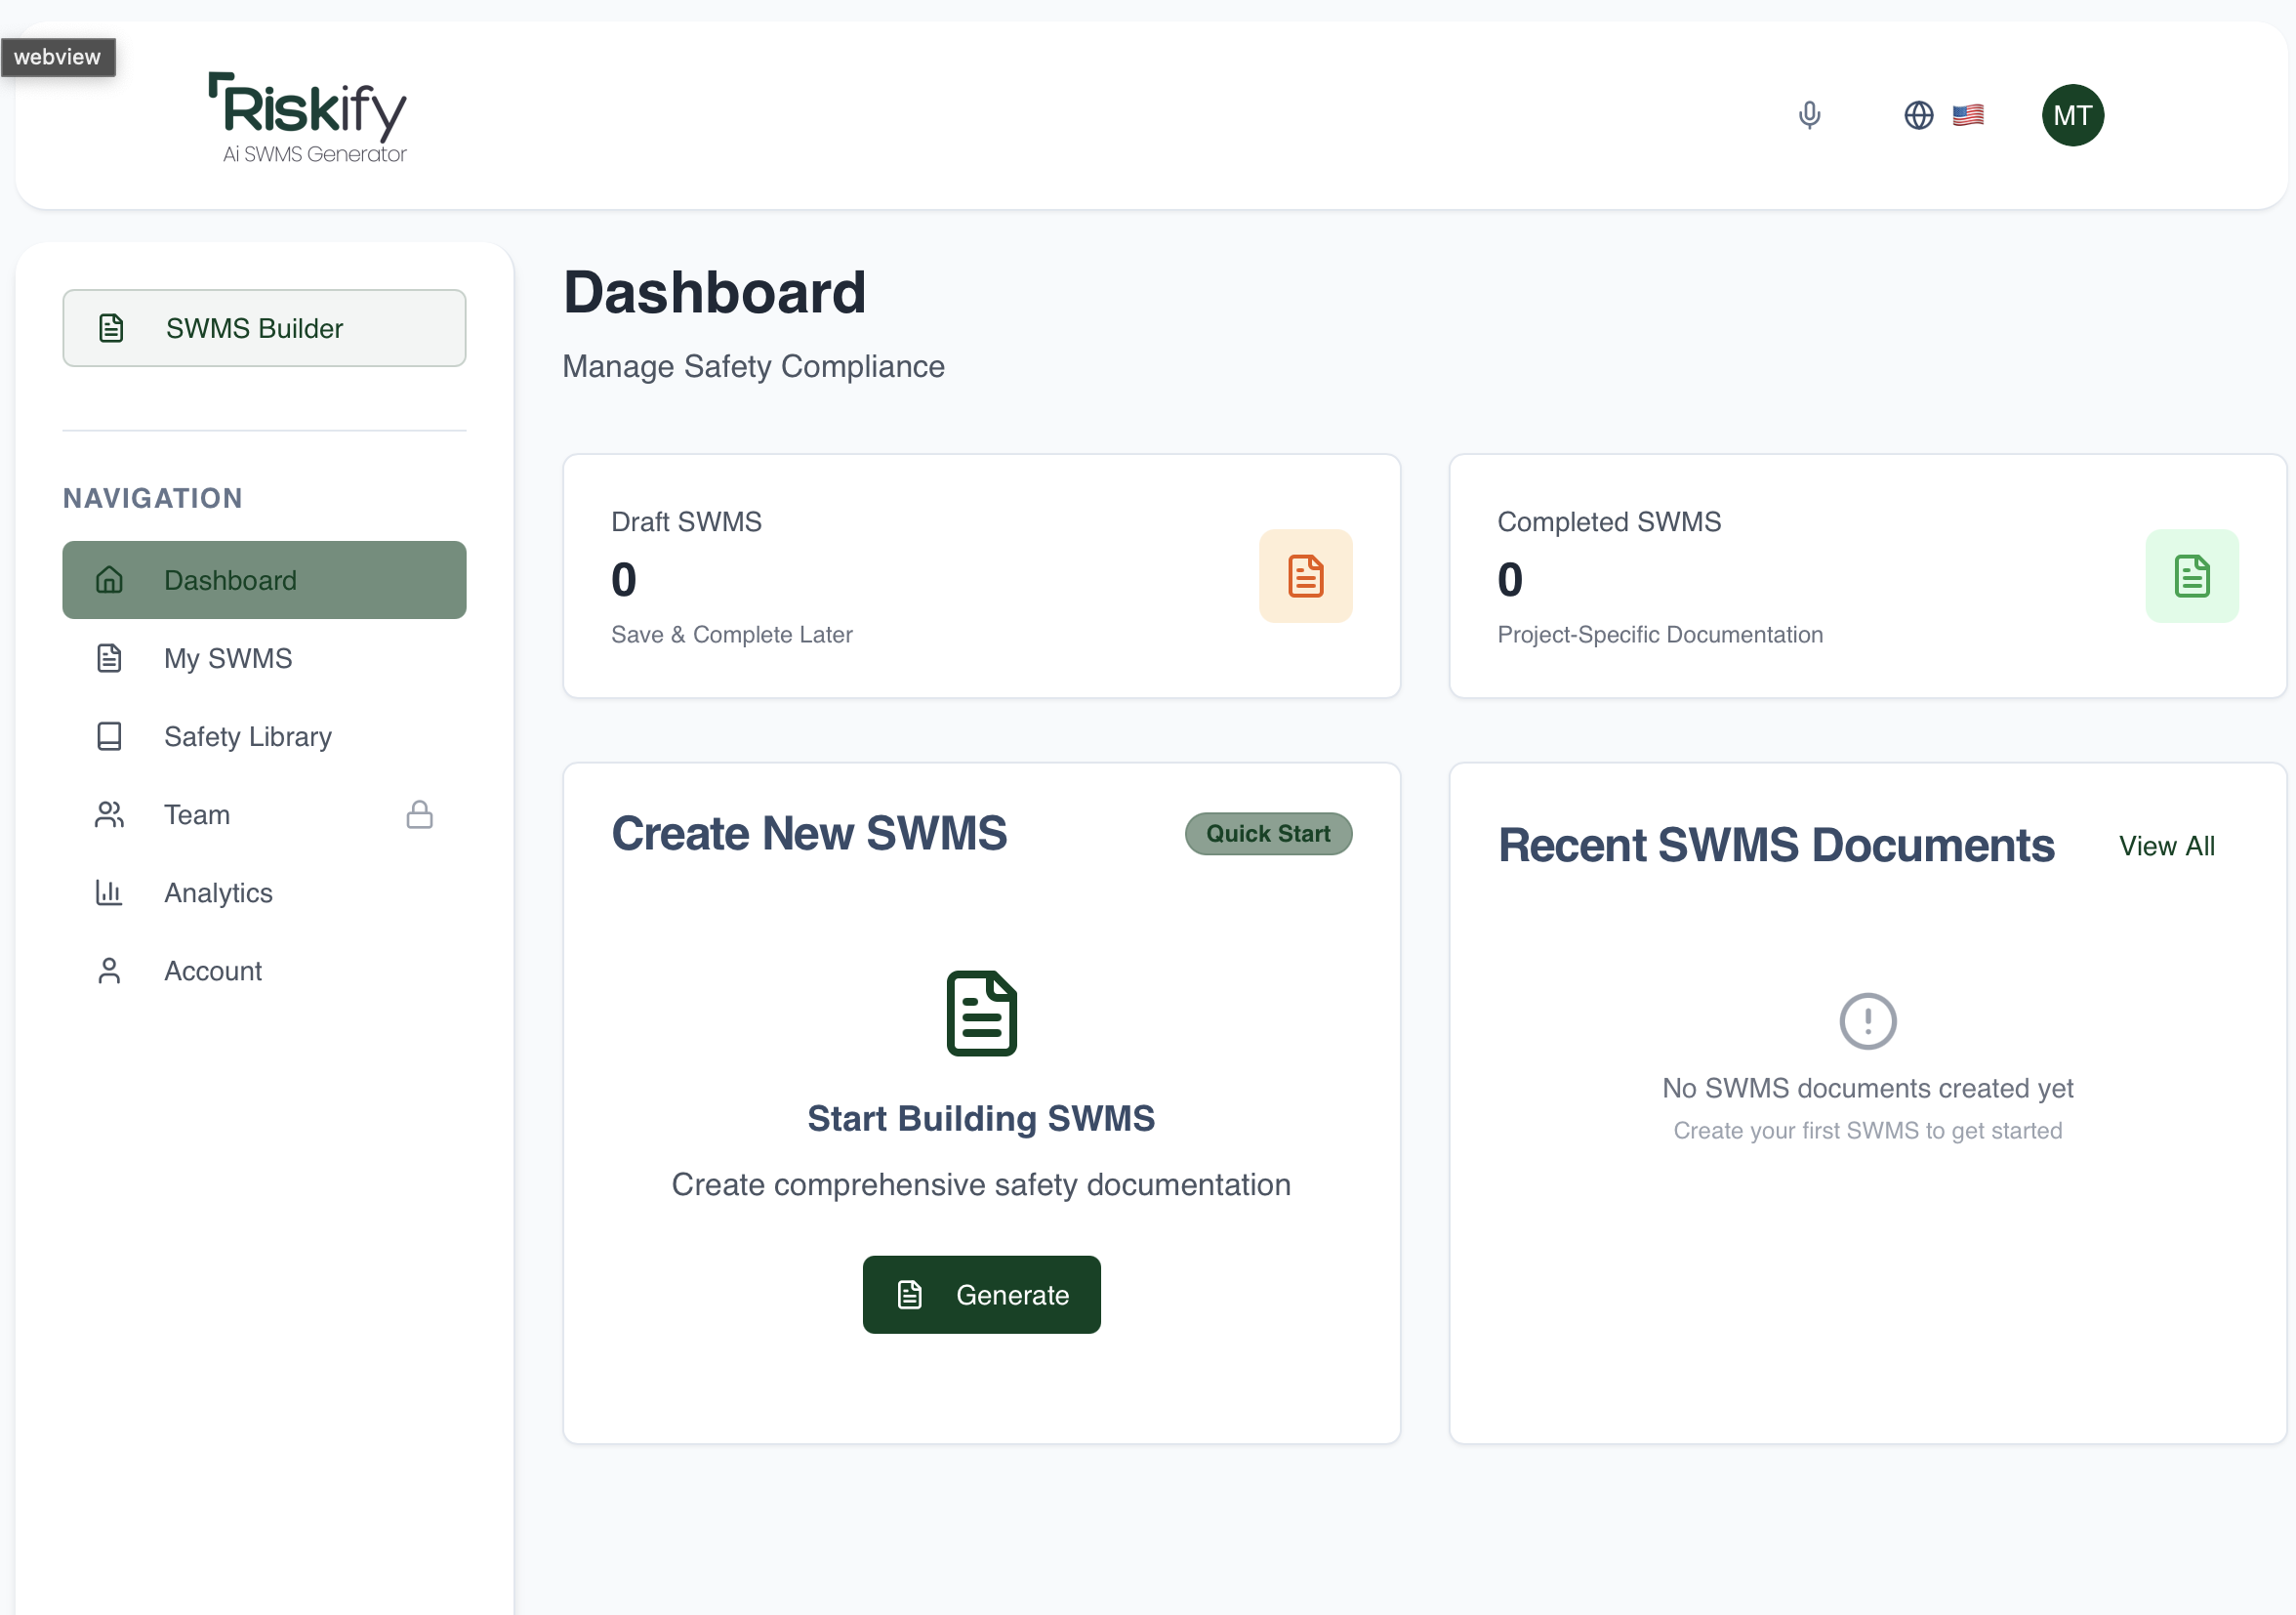 webview
Riskify
Ai SWMS Generator
MT
SWMS Builder
NAVIGATION
Dashboard
My SWMS
Safety Library
Team
Analytics
Account
Dashboard
Manage Safety Compliance
Draft SWMS
0
Save & Complete Later
Completed SWMS
0
Project-Specific Documentation
Create New SWMS
Quick Start
Start Building SWMS
Create comprehensive safety documentation
Generate
Recent SWMS Documents
View All
No SWMS documents created yet
Create your first SWMS to get started